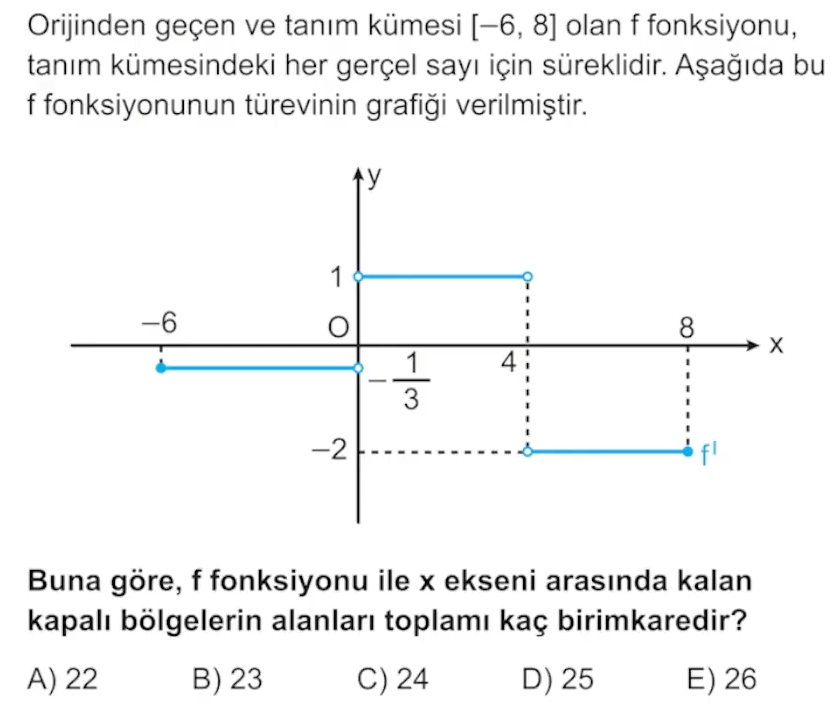 Orijinden geçen ve tanım kümesi [−6, 8] olan f fonksiyonu,
tanım kümesindeki her gerçel sayı için süreklidir. Aşağıda bu
f fonksiyonunun türevinin grafiği verilmiştir.
y
1
−6
O
8
x
−1/3
4
−2
f'
Buna göre, f fonksiyonu ile x ekseni arasında kalan
kapalı bölgelerin alanları toplamı kaç birimkaredir?
A) 22 B) 23 C) 24 D) 25 E) 26